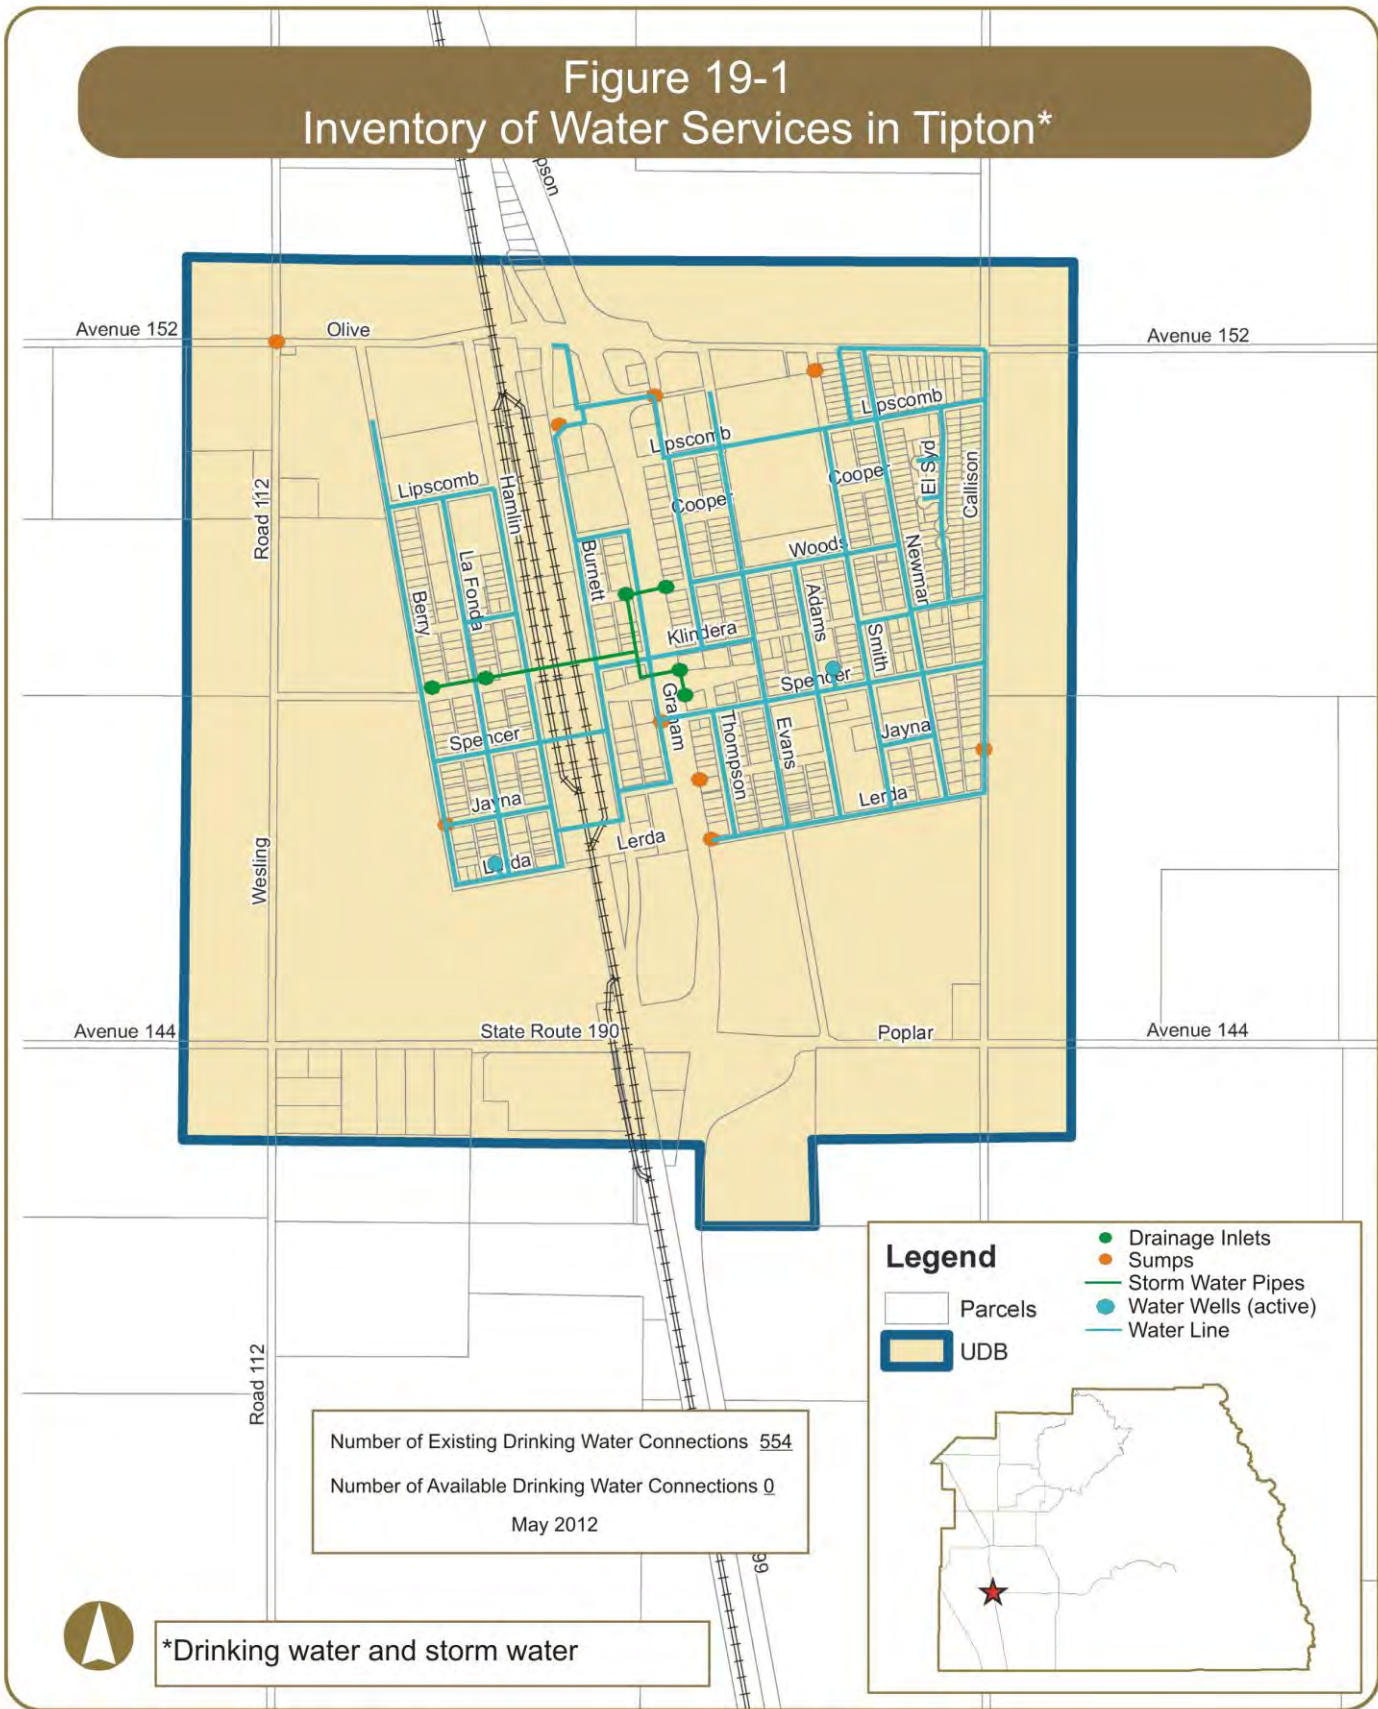 Figure 19-1
Inventory of Water Services in Tipton*
pson
Avenue 152
Olive
Avenue 152
Lipscomb
Lipscomb
Lipscomb
Cooper
Cooper
El Syd
Callison
Road 112
Hamlin
Burnett
Woods
Newmar
La Fonda
Berry
Adams
Klindera
Smith
Spencer
Graham
Thompson
Evans
Jayna
Spencer
Jayna
Lerda
Lerda
Lerda
Wesling
Avenue 144
State Route 190
Poplar
Avenue 144
Road 112
99
Legend
Parcels
UDB
Drainage Inlets
Sumps
Storm Water Pipes
Water Wells (active)
Water Line
Number of Existing Drinking Water Connections 554
Number of Available Drinking Water Connections 0
May 2012
*Drinking water and storm water